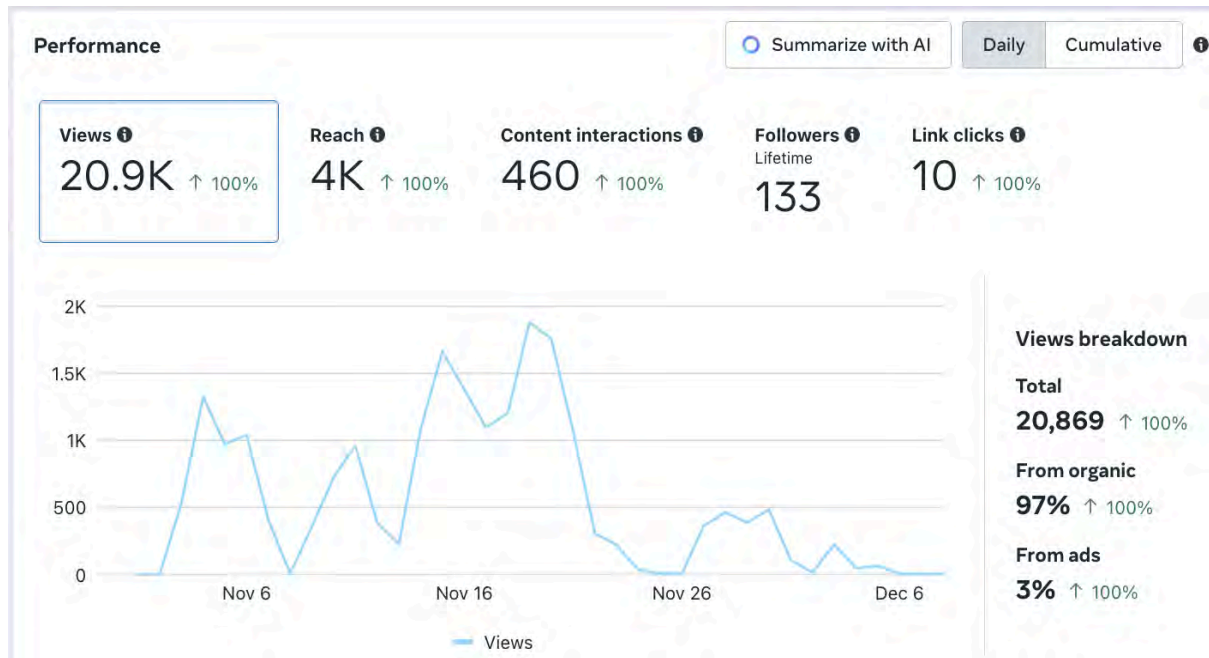 Performance
Summarize with AI
Daily
Cumulative
Views
20.9K ↑ 100%
Reach
4K ↑ 100%
Content interactions
460 ↑ 100%
Followers
Lifetime
133
Link clicks
10 ↑ 100%
2K
1.5K
1K
500
0
Nov 6
Nov 16
Nov 26
Dec 6
Views
Views breakdown
Total
20,869 ↑ 100%
From organic
97% ↑ 100%
From ads
3% ↑ 100%